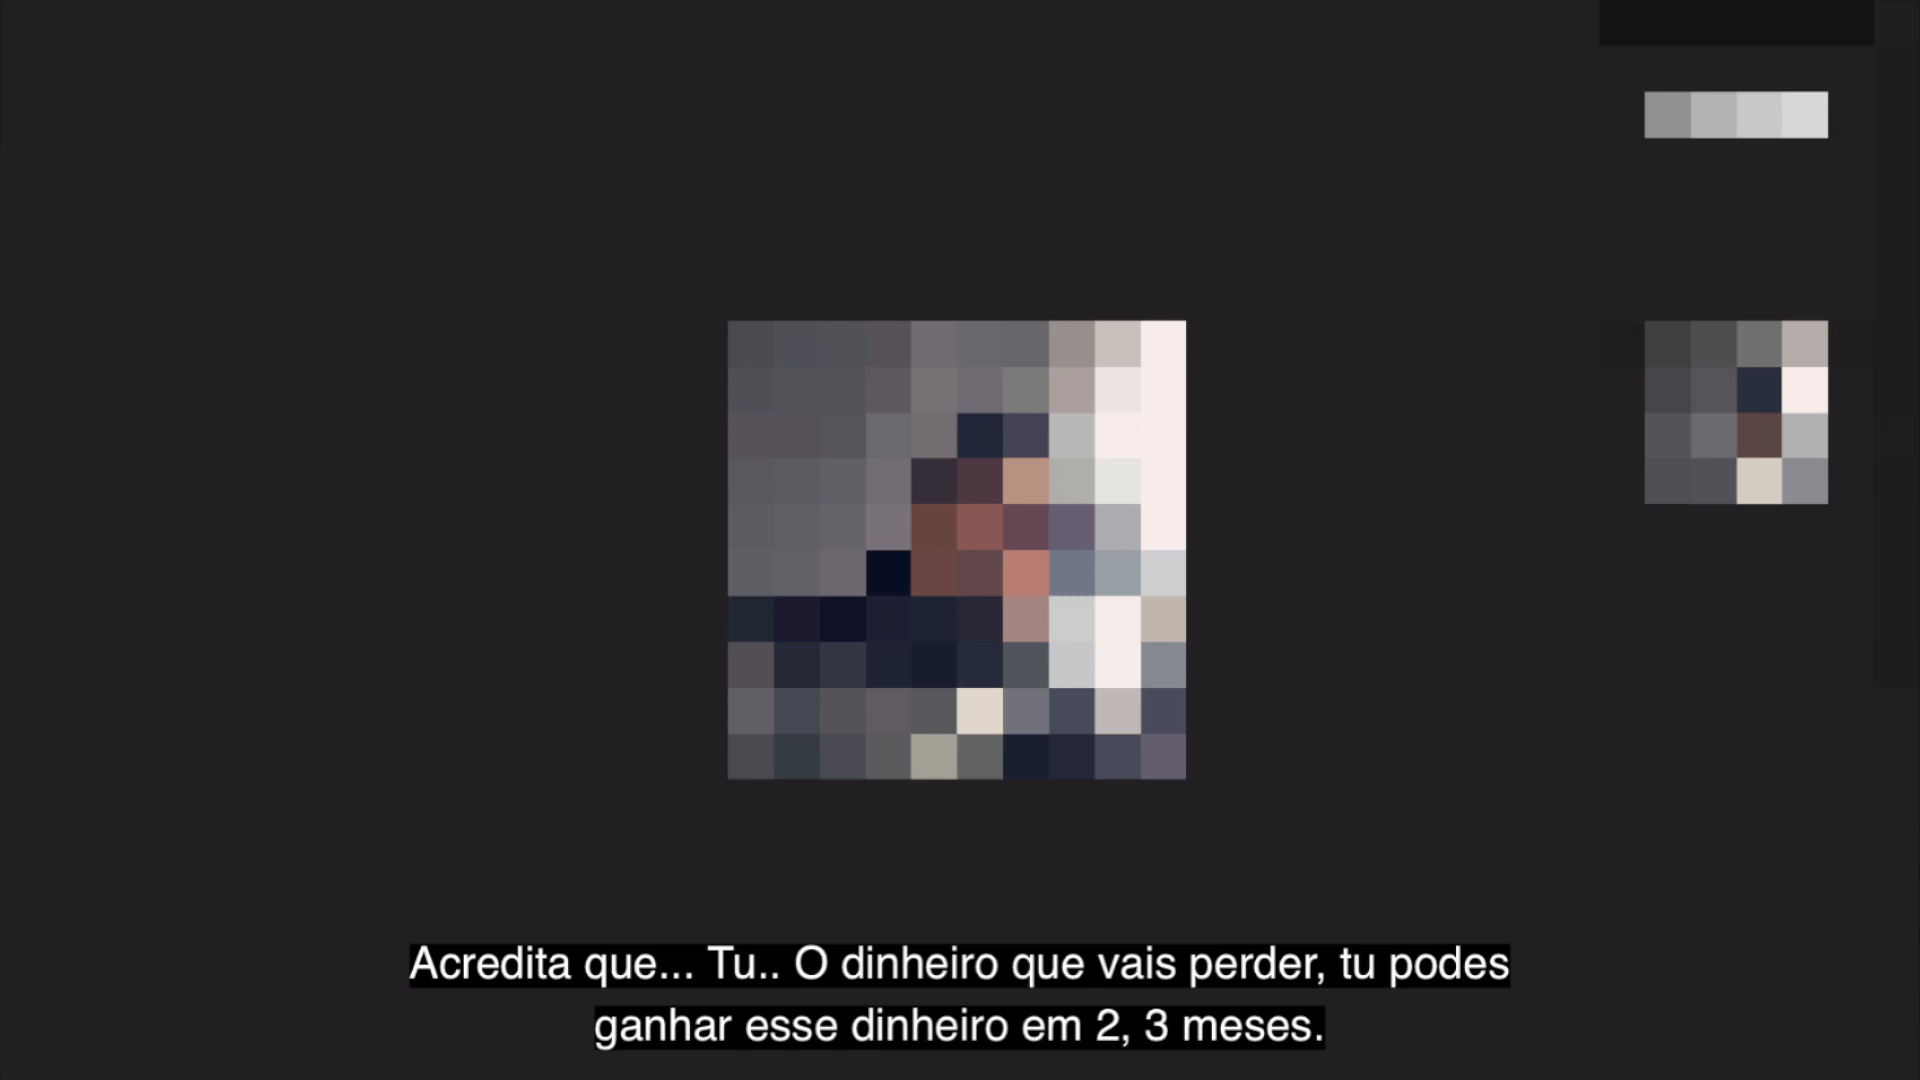 Acredita que... Tu.. O dinheiro que vais perder, tu podes
ganhar esse dinheiro em 2, 3 meses.